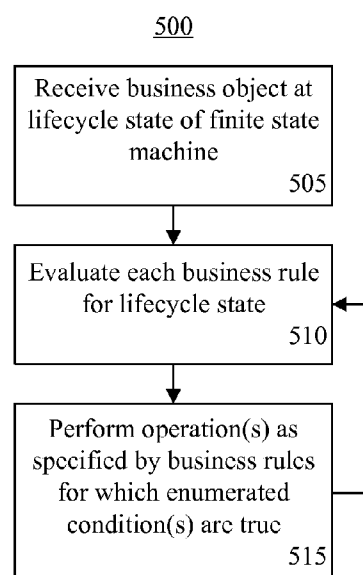 500
Receive business object at
lifecycle state of finite state
machine
505
Evaluate each business rule
for lifecycle state
510
Perform operation(s) as
specified by business rules
for which enumerated
condition(s) are true
515